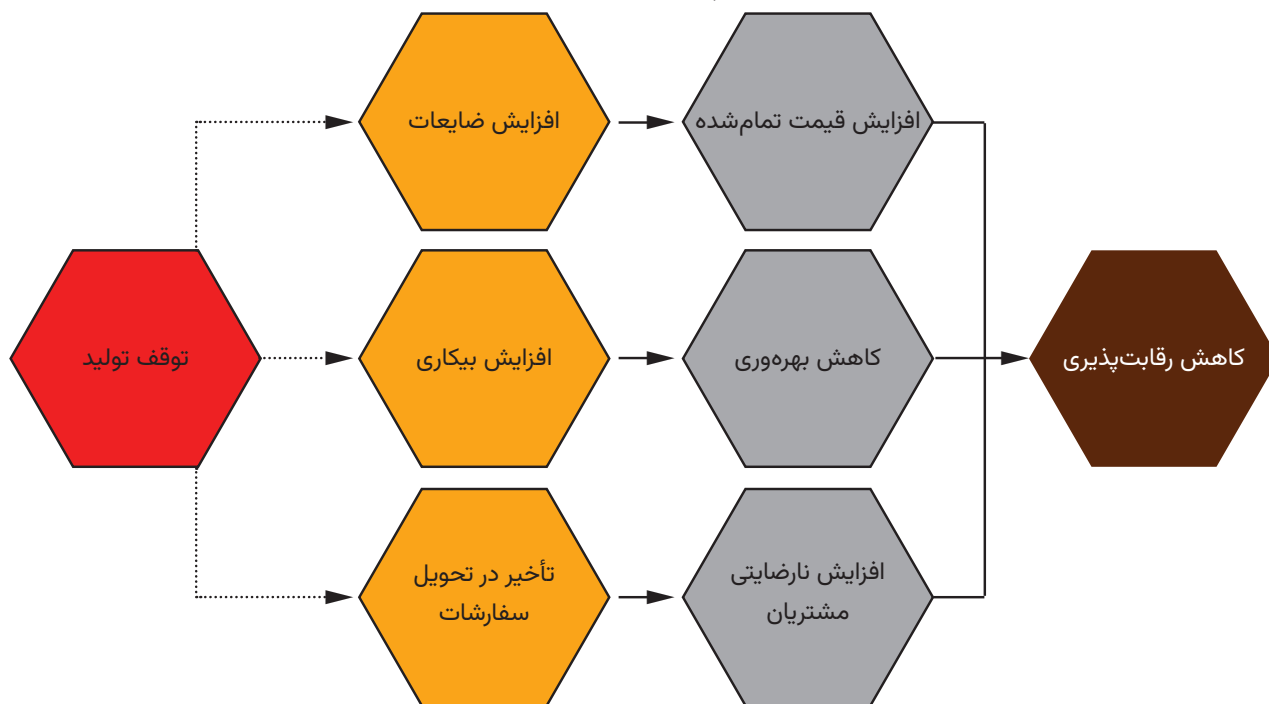 افزایش ضایعات
افزایش قیمت تمام‌شده
توقف تولید
افزایش بیکاری
کاهش بهره‌وری
کاهش رقابت‌پذیری
تأخیر در تحویل
سفارشات
افزایش نارضایتی
مشتریان